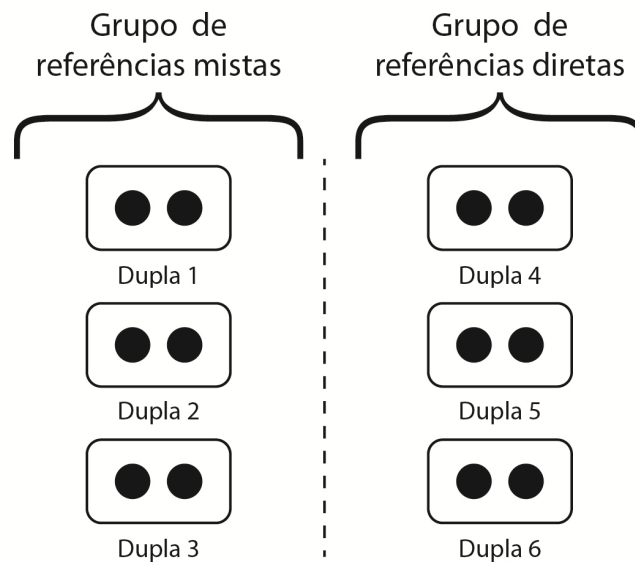 Grupo de
referências mistas
Grupo de
referências diretas
Dupla 1
Dupla 4
Dupla 2
Dupla 5
Dupla 3
Dupla 6